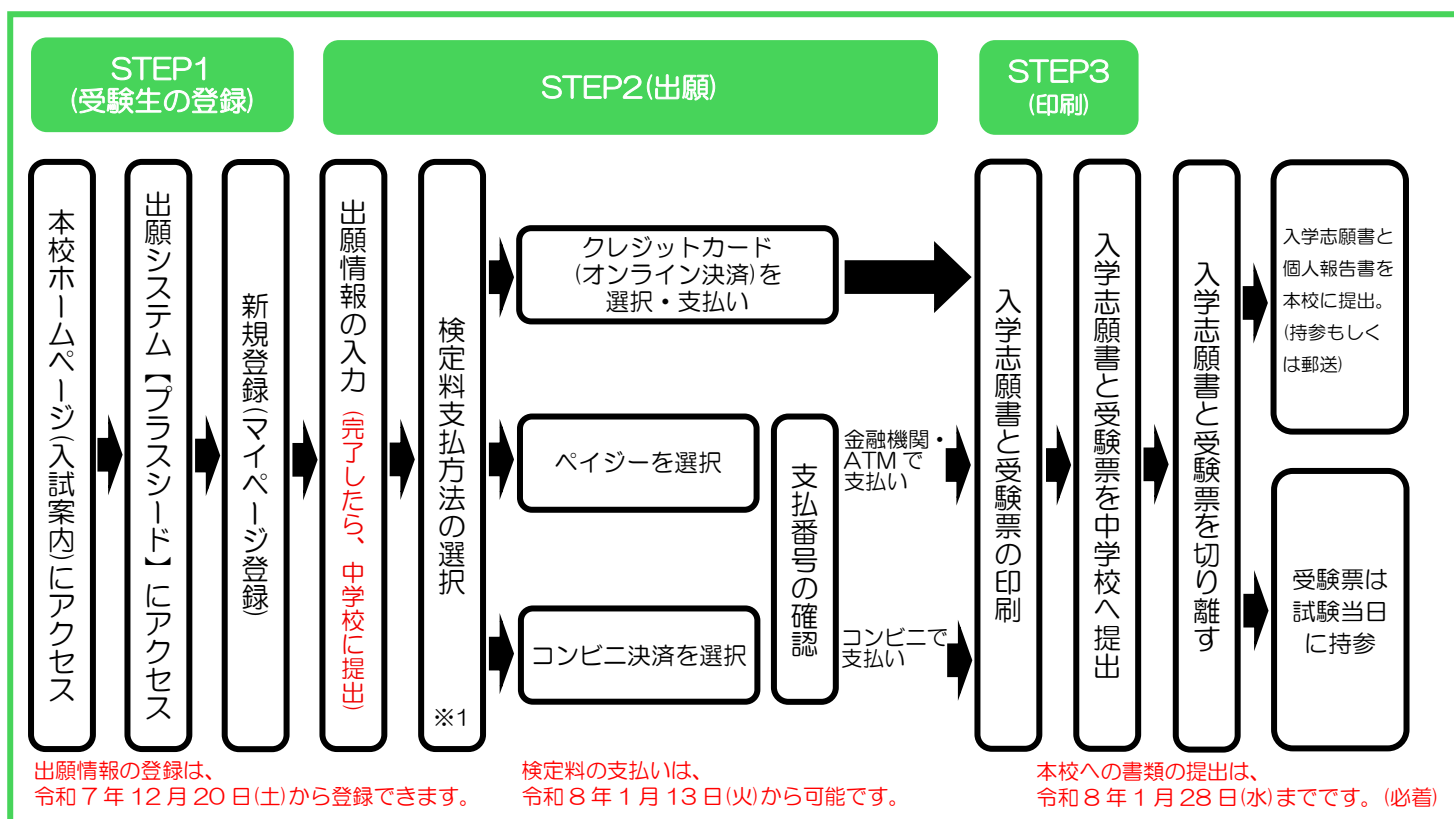 STEP1
(受験生の登録)
STEP2(出願)
STEP3
(印刷)
本校ホームページ(入試案内)にアクセス
出願システム【プラスシード】にアクセス
新規登録(マイページ登録)
出願情報の入力(完了したら、中学校に提出)
検定料支払方法の選択 ※1
クレジットカード
(オンライン決済)を
選択・支払い
ペイジーを選択
コンビニ決済を選択
支払番号の確認
金融機関・
ATMで
支払い
コンビニで
支払い
入学志願書と受験票の印刷
入学志願書と受験票を中学校へ提出
入学志願書と受験票を切り離す
入学志願書と
個人報告書を
本校に提出。
(持参もしく
は郵送)
受験票は
試験当日
に持参
出願情報の登録は、
令和7年12月20日(土)から登録できます。
検定料の支払いは、
令和8年1月13日(火)から可能です。
本校への書類の提出は、
令和8年1月28日(水)までです。(必着)